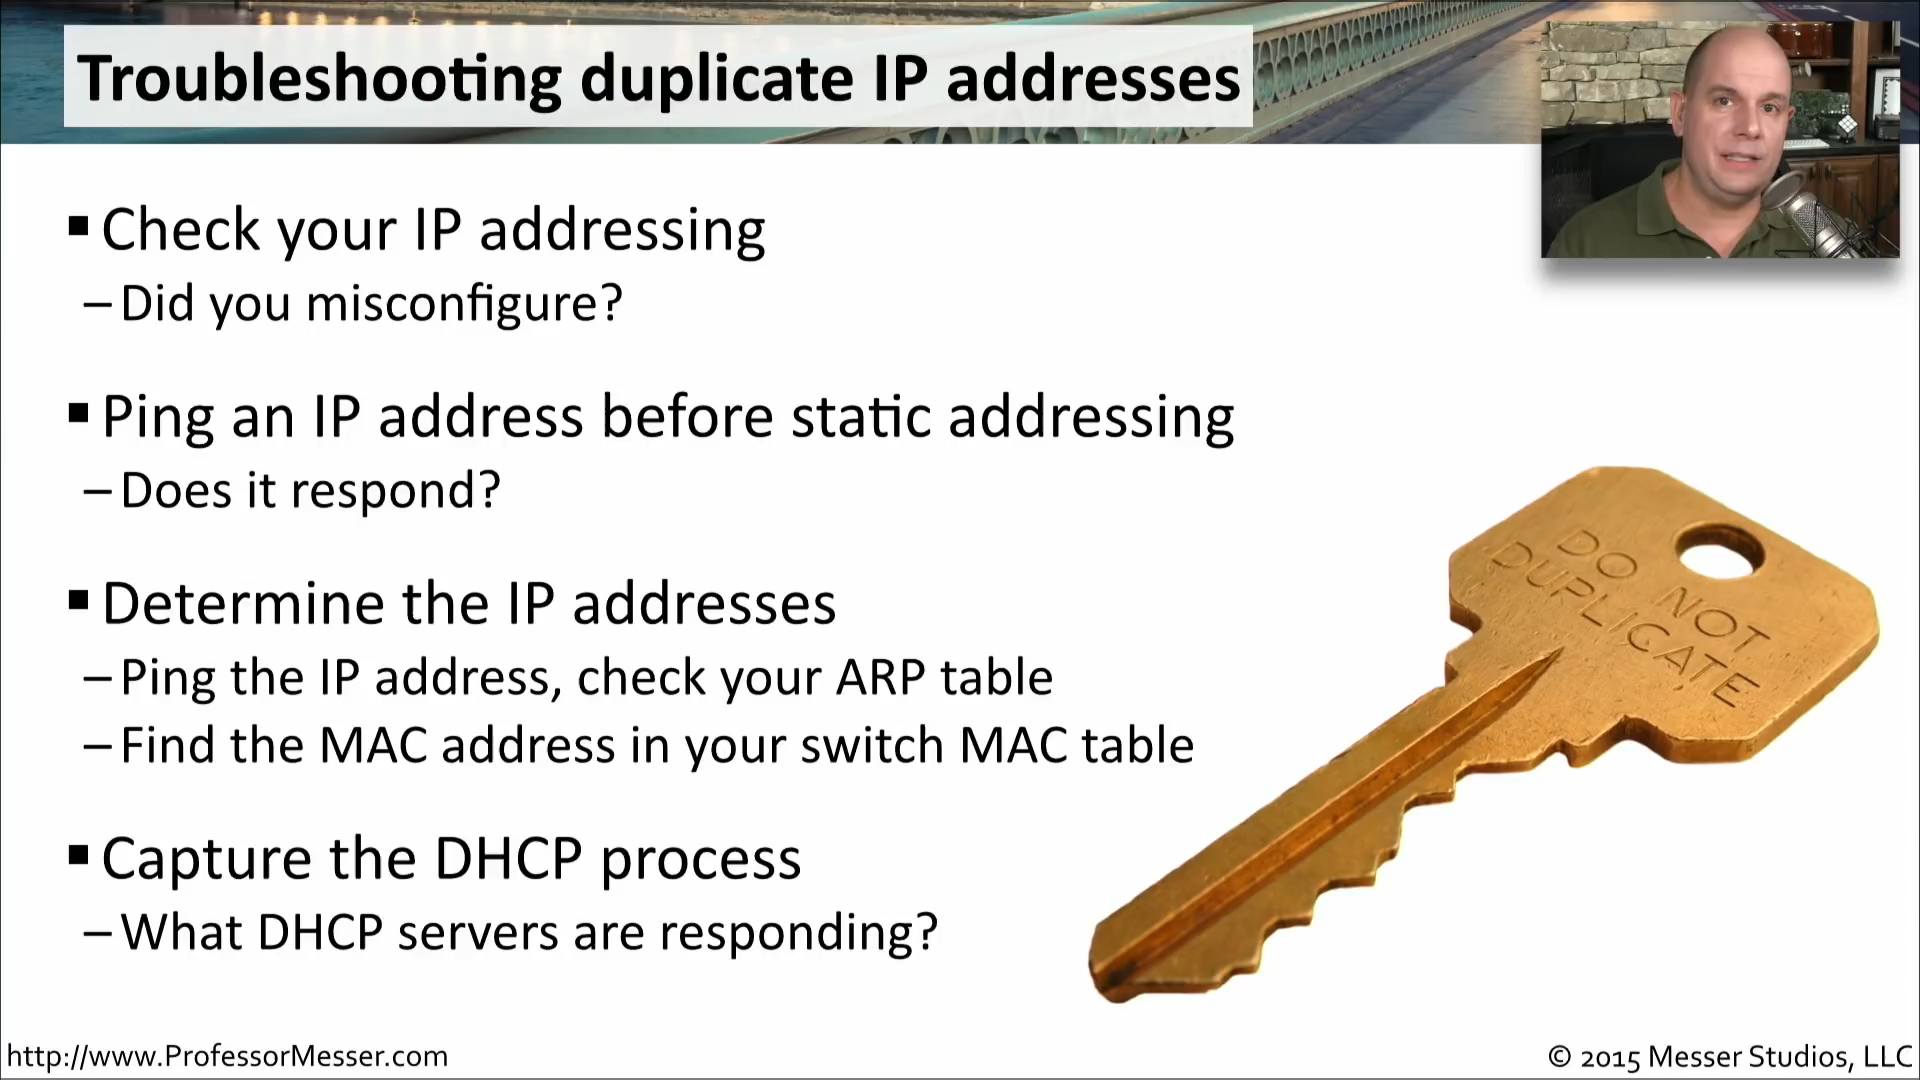 Troubleshooting duplicate IP addresses
▪ Check your IP addressing
– Did you misconfigure?
▪ Ping an IP address before static addressing
– Does it respond?
▪ Determine the IP addresses
– Ping the IP address, check your ARP table
– Find the MAC address in your switch MAC table
▪ Capture the DHCP process
– What DHCP servers are responding?
DO NOT
DUPLICATE
http://www.ProfessorMesser.com
© 2015 Messer Studios, LLC